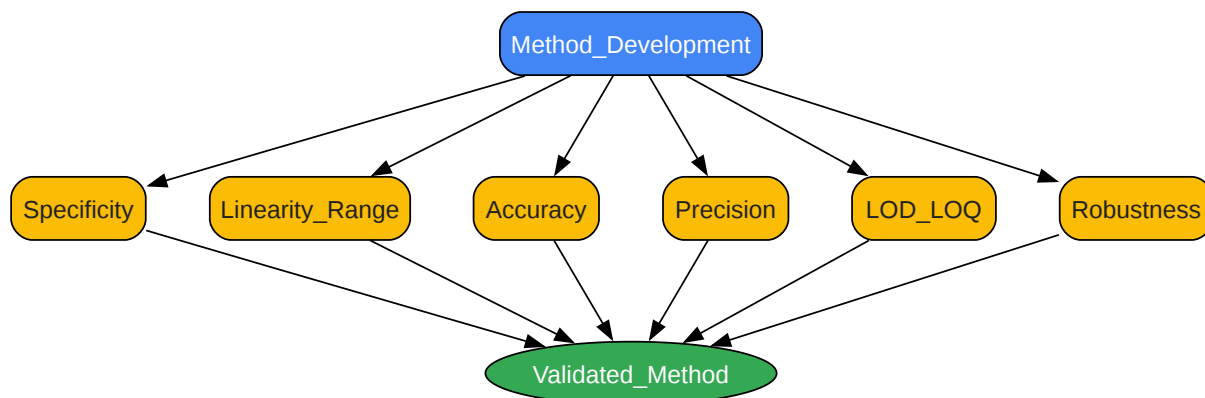 Method_Development
Specificity
Linearity_Range
Accuracy
Precision
LOD_LOQ
Robustness
Validated_Method